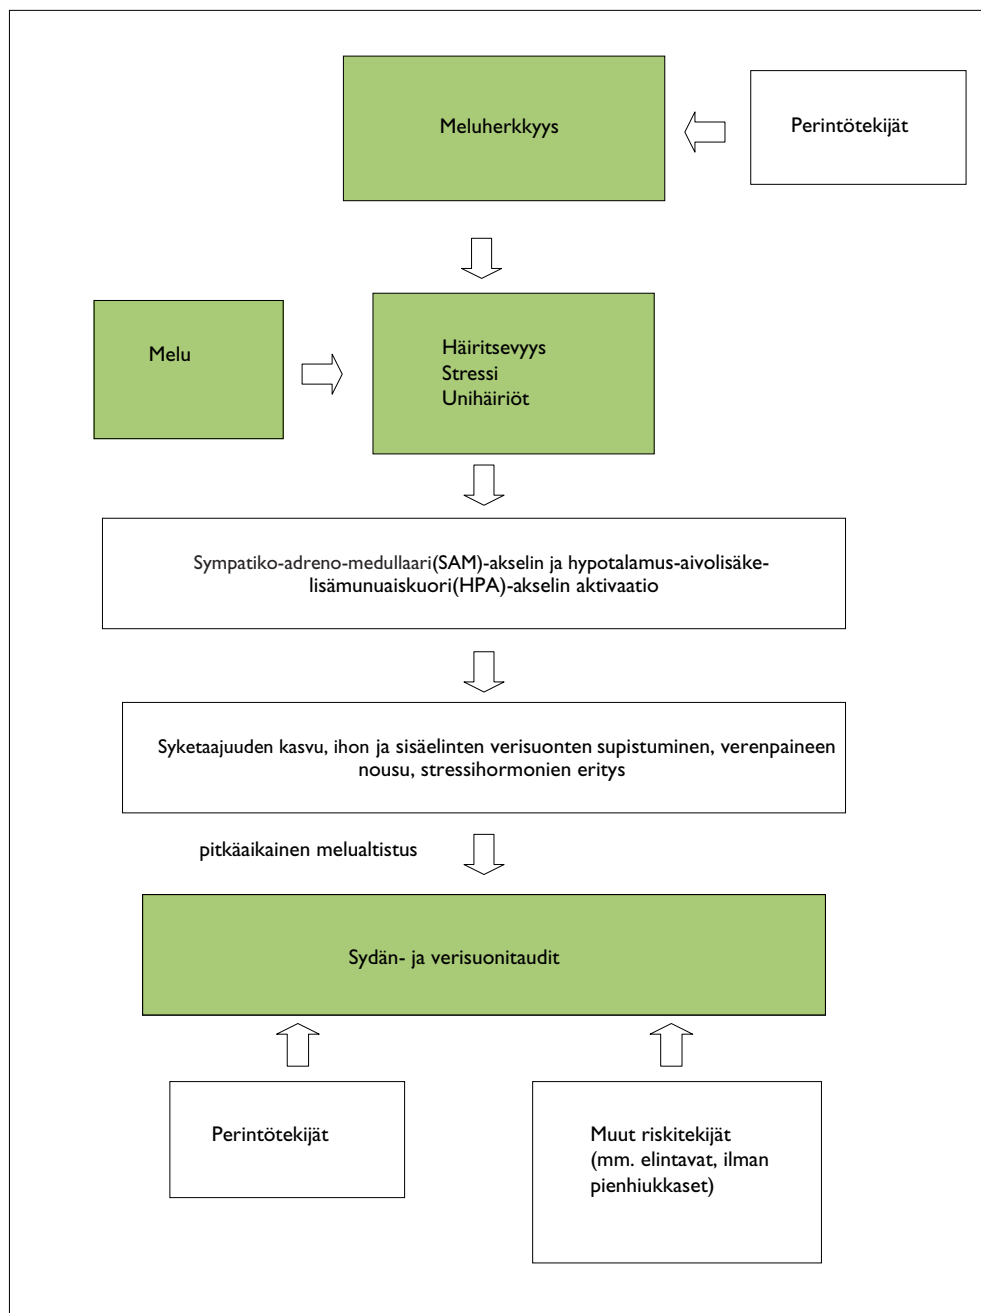 Meluherkkyys
Perintötekijät
Melu
Häiritsevyys
Stressi
Unihäiriöt
Sympatiko-adreno-medullaari(SAM)-akselin ja hypotalamus-aivolisäke-
lisämunuaiskuori(HPA)-akselin aktivaatio
Syketaajuuden kasvu, ihon ja sisäelinten verisuonten supistuminen, verenpaineen
nousu, stressihormonien eritys
pitkäaikainen melualtistus
Sydän- ja verisuonitaudit
Perintötekijät
Muut riskitekijät
(mm. elintavat, ilman
pienhiukkaset)